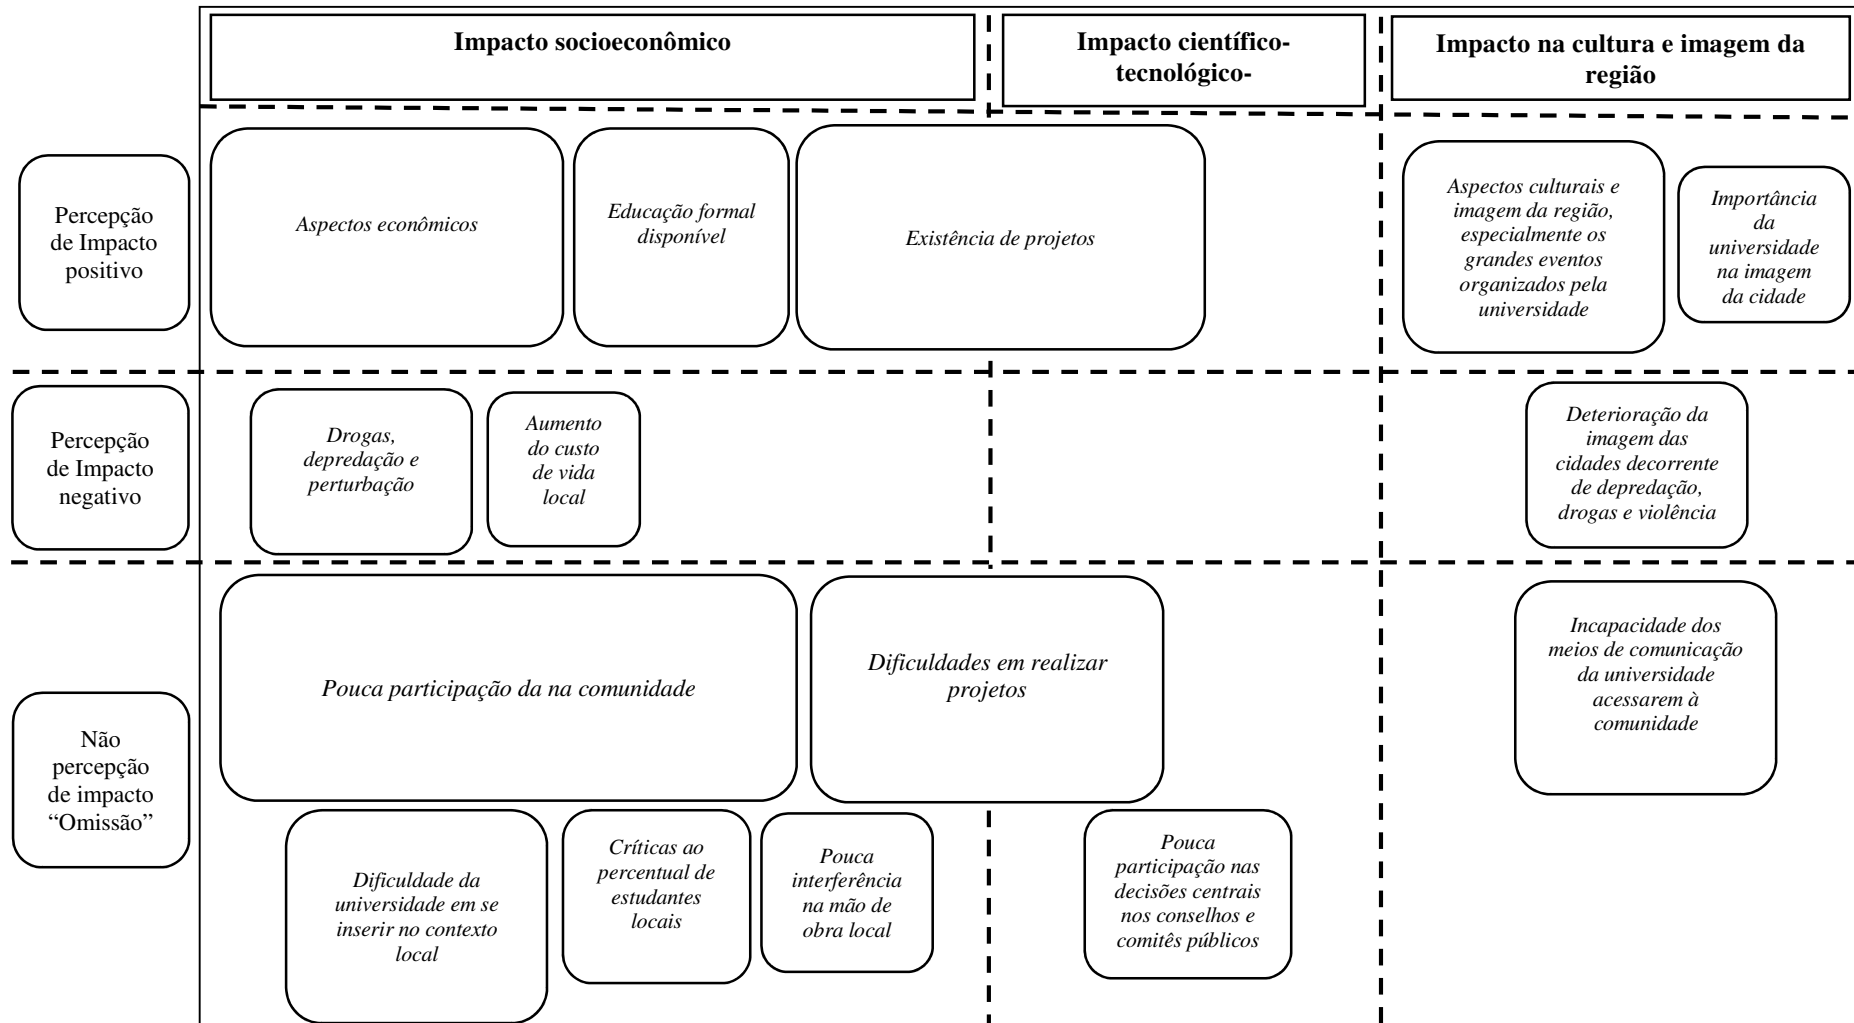 Impacto socioeconômico
Impacto científico-
tecnológico-
Impacto na cultura e imagem da
região
Percepção
de Impacto
positivo
Aspectos econômicos
Educação formal
disponível
Existência de projetos
Aspectos culturais e
imagem da região,
especialmente os
grandes eventos
organizados pela
universidade
Importância
da
universidade
na imagem
da cidade
Percepção
de Impacto
negativo
Drogas,
depredação e
perturbação
Aumento
do custo
de vida
local
Deterioração da
imagem das
cidades decorrente
de depredação,
drogas e violência
Não
percepção
de impacto
“Omissão”
Pouca participação da na comunidade
Dificuldades em realizar
projetos
Incapacidade dos
meios de comunicação
da universidade
acessarem à
comunidade
Dificuldade da
universidade em se
inserir no contexto
local
Críticas ao
percentual de
estudantes
locais
Pouca
interferência
na mão de
obra local
Pouca
participação nas
decisões centrais
nos conselhos e
comitês públicos